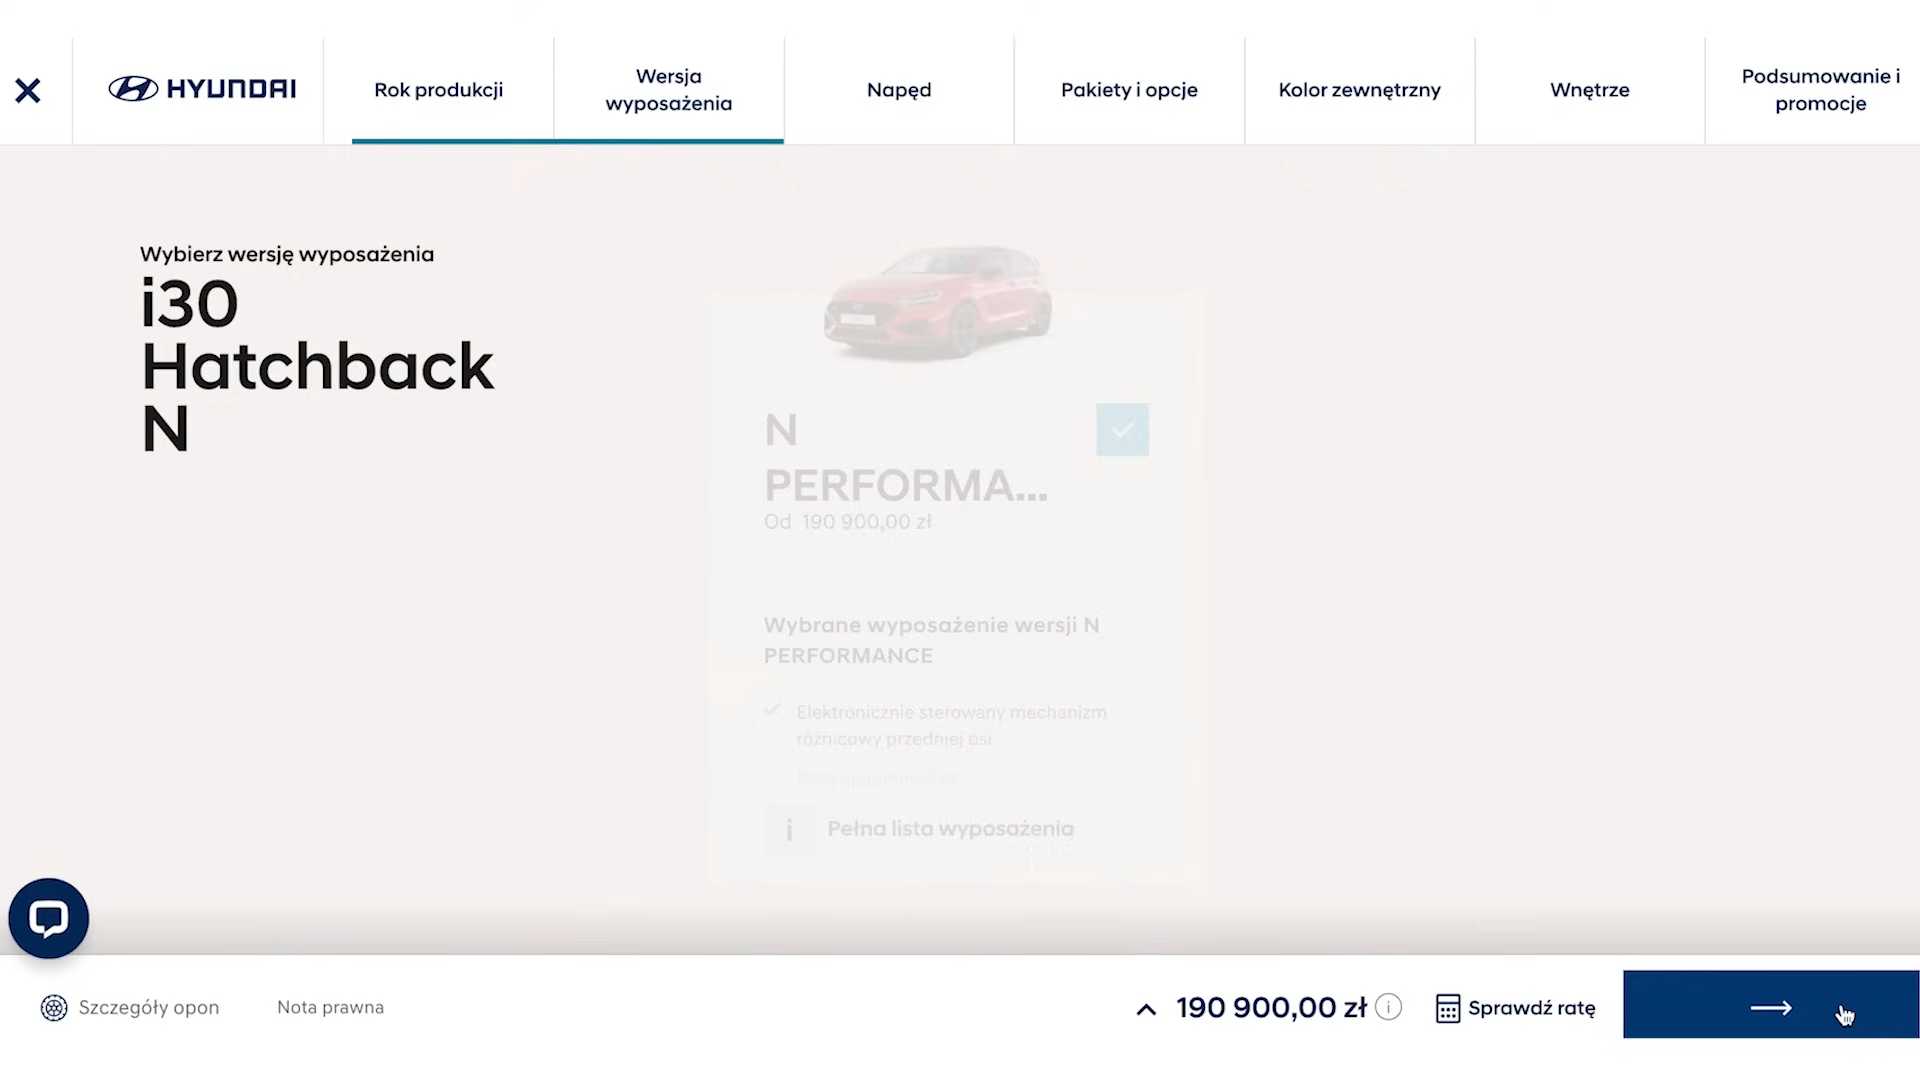 HYUNDAI
Rok produkcji
Wersja
wyposażenia
Napęd
Pakiety i opcje
Kolor zewnętrzny
Wnętrze
Podsumowanie i
promocje
Wybierz wersję wyposażenia
i30
Hatchback
N
N
PERFORMA...
Od 190 900,00 zł
Wybrane wyposażenie wersji N
PERFORMANCE
Elektronicznie sterowany mechanizm
różnicowy przedniej osi
i Pełna lista wyposażenia
Szczegóły opon
Nota prawna
190 900,00 zł i
Sprawdź ratę